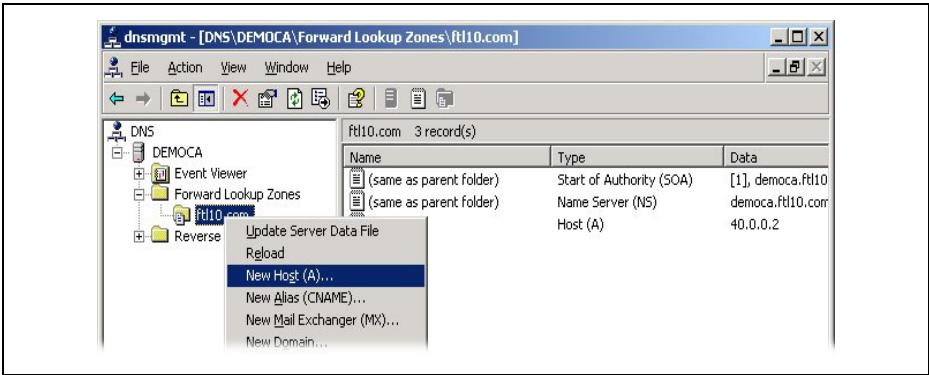 dnsmgmt - [DNS\DEMOCA\Forward Lookup Zones\ftl10.com]
File Action View Window Help
DNS
DEMOCA
Event Viewer
Forward Lookup Zones
ftl10.com
Reverse
ftl10.com 3 record(s)
Name Type Data
(same as parent folder) Start of Authority (SOA) [1], democa.ftl10
(same as parent folder) Name Server (NS) democa.ftl10.com
Host (A) 40.0.0.2
Update Server Data File
Reload
New Host (A)...
New Alias (CNAME)...
New Mail Exchanger (MX)...
New Domain...